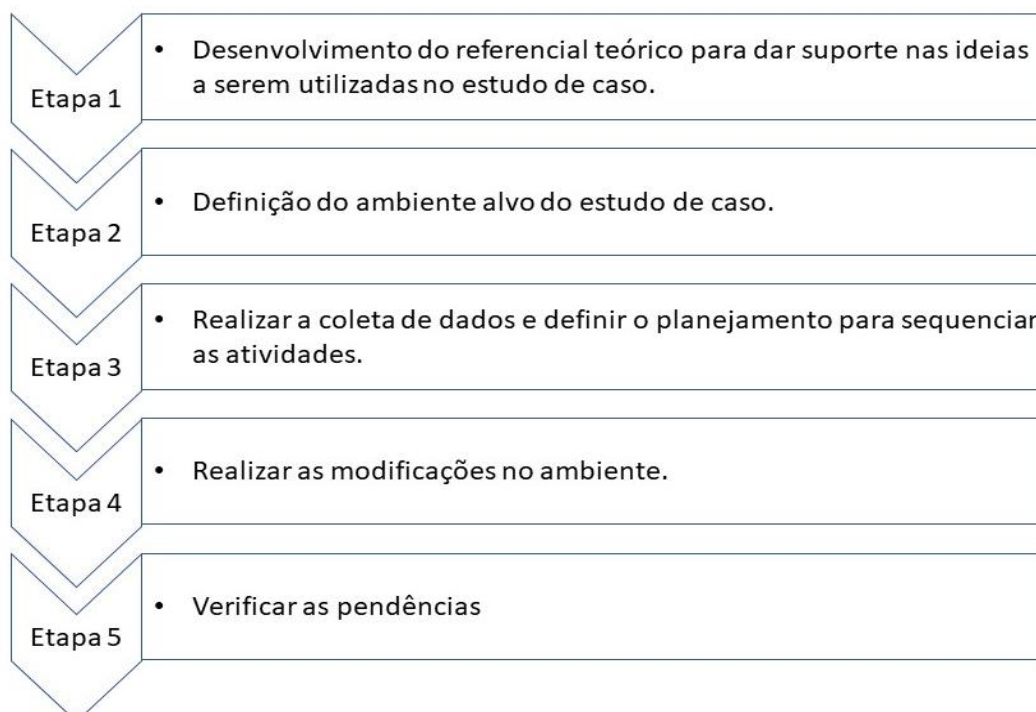 Etapa 1
• Desenvolvimento do referencial teórico para dar suporte nas ideias
a serem utilizadas no estudo de caso.
Etapa 2
• Definição do ambiente alvo do estudo de caso.
Etapa 3
• Realizar a coleta de dados e definir o planejamento para sequenciar
as atividades.
Etapa 4
• Realizar as modificações no ambiente.
Etapa 5
• Verificar as pendências